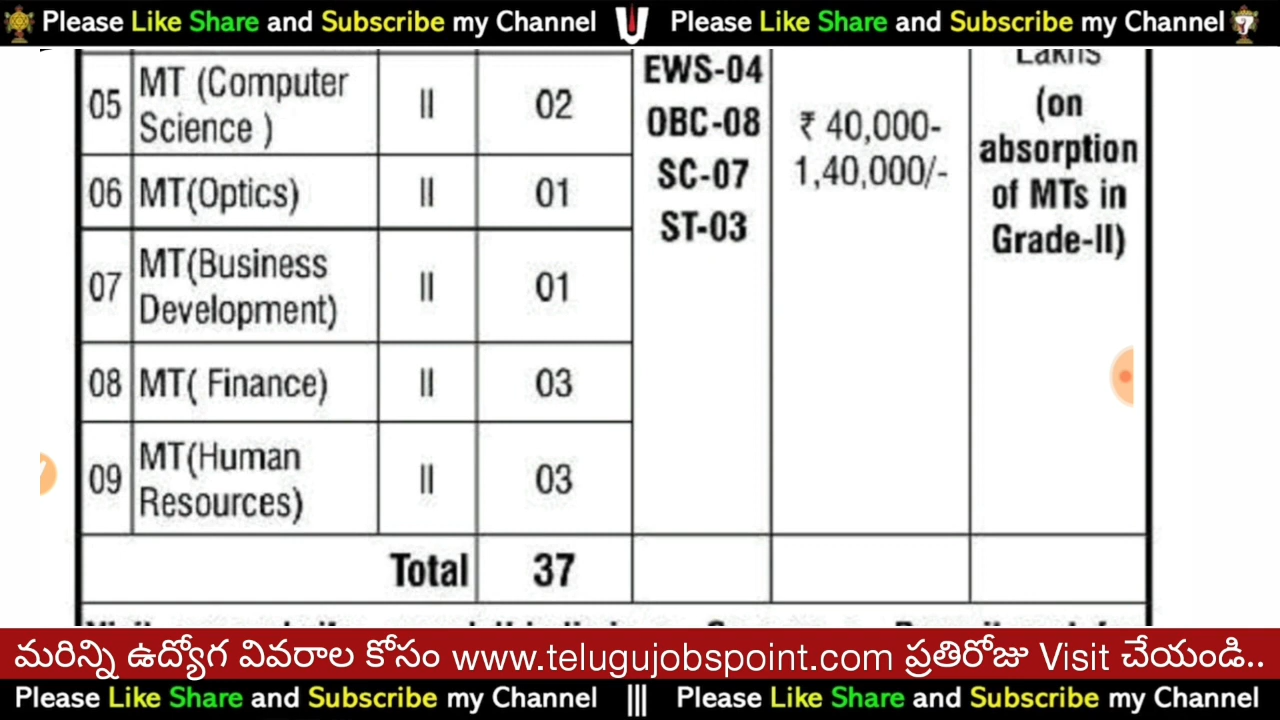 Please Like Share and Subscribe my Channel
Please Like Share and Subscribe my Channel
05 MT (Computer Science ) II 02
06 MT(Optics) II 01
07 MT(Business Development) II 01
08 MT( Finance) II 03
09 MT(Human Resources) II 03
Total 37
EWS-04
OBC-08
SC-07
ST-03
₹ 40,000-
1,40,000/-
Lakhs
(on
absorption
of MTs in
Grade-II)
మరిన్ని ఉద్యోగ వివరాల కోసం www.telugujobspoint.com ప్రతిరోజు Visit చేయండి..
Please Like Share and Subscribe my Channel ||| Please Like Share and Subscribe my Channel